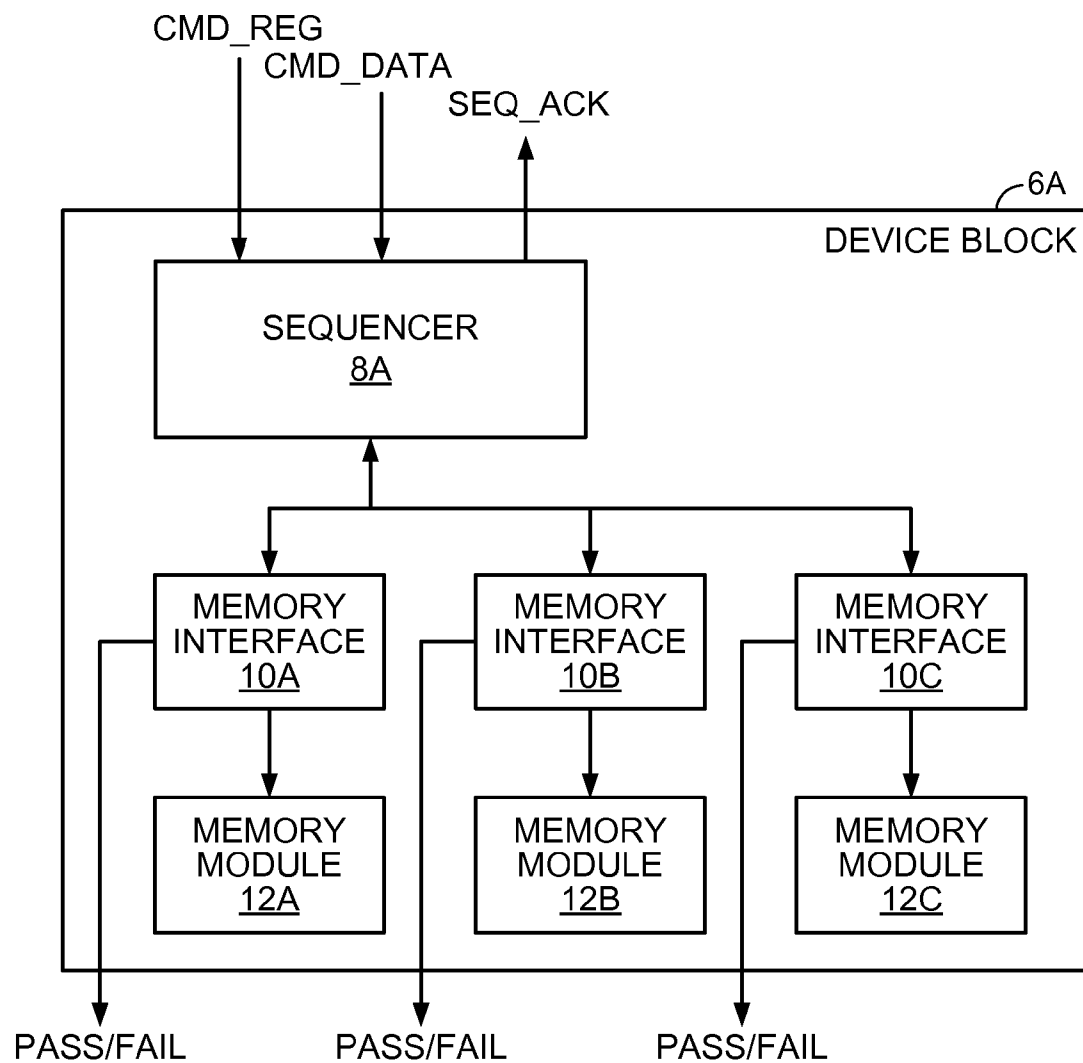 CMD_REG
CMD_DATA
SEQ_ACK
6A
DEVICE BLOCK
SEQUENCER
8A
MEMORY
INTERFACE
10A
MEMORY
INTERFACE
10B
MEMORY
INTERFACE
10C
MEMORY
MODULE
12A
MEMORY
MODULE
12B
MEMORY
MODULE
12C
PASS/FAIL
PASS/FAIL
PASS/FAIL